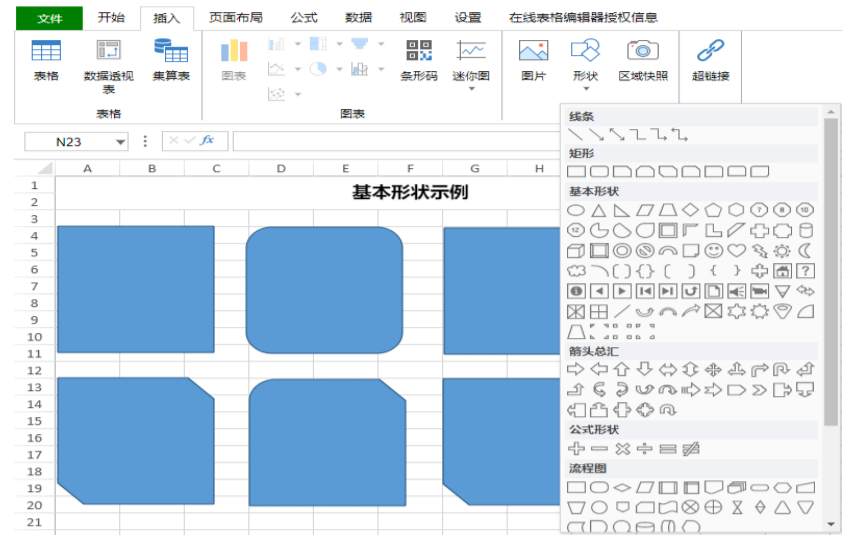 文件 开始 插入 页面布局 公式 数据 视图 设置 在线表格编辑器授权信息
表格 数据透视表 集算表 图表 条形码 迷你图 图片 形状 区域快照 超链接
表格 图表
N23 fx
A B C D E F G H
基本形状示例
1
2
3
4
5
6
7
8
9
10
11
12
13
14
15
16
17
18
19
20
21
线条
矩形
基本形状
7 8 10
12
箭头总汇
公式形状
流程图